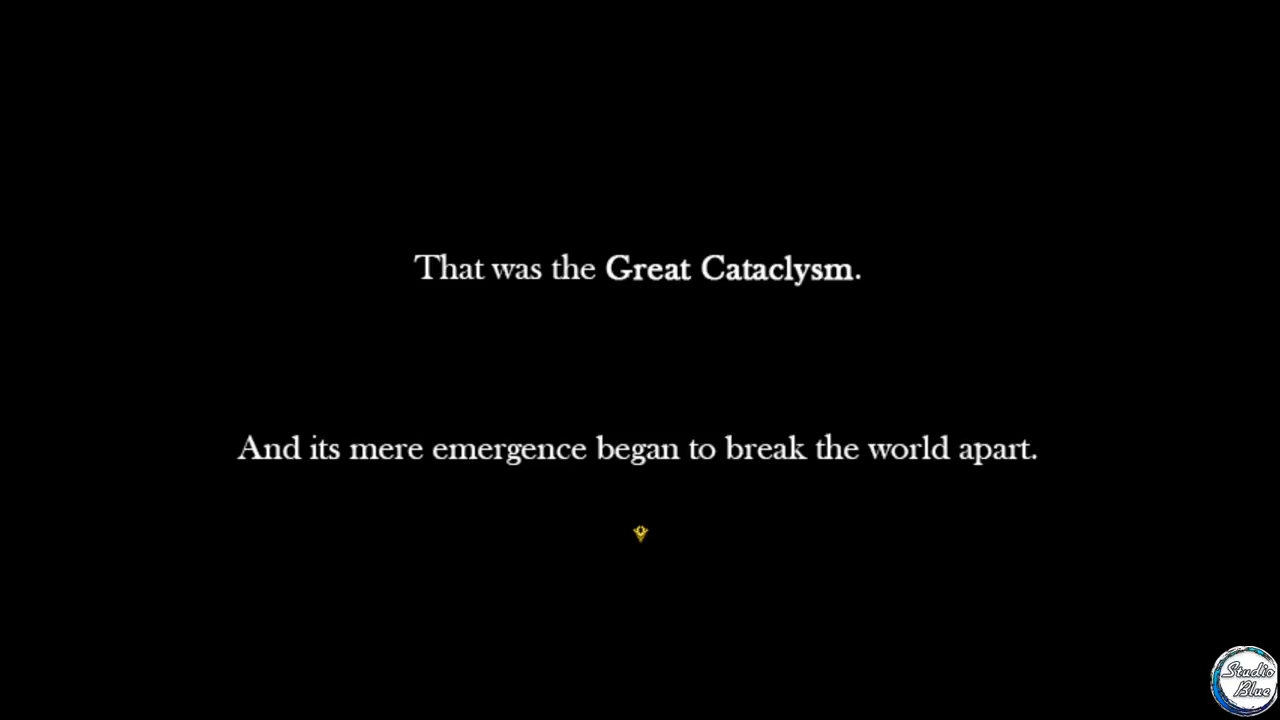 That was the Great Cataclysm.
And its mere emergence began to break the world apart.
Studio
Blue